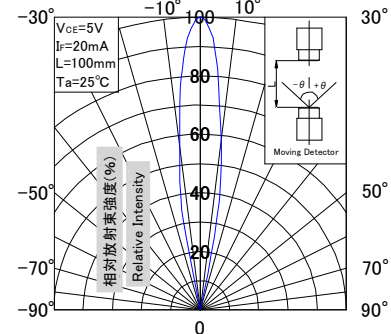 -30° -10° 100 10° 30°
VCE=5V
IF=20mA
L=100mm
Ta=25°C
80
L
-θ +θ
60
Moving Detector
相対放射束強度(%)
Relative Intensity
-50° 40 50°
20
-70° 70°
-90° 90°
0